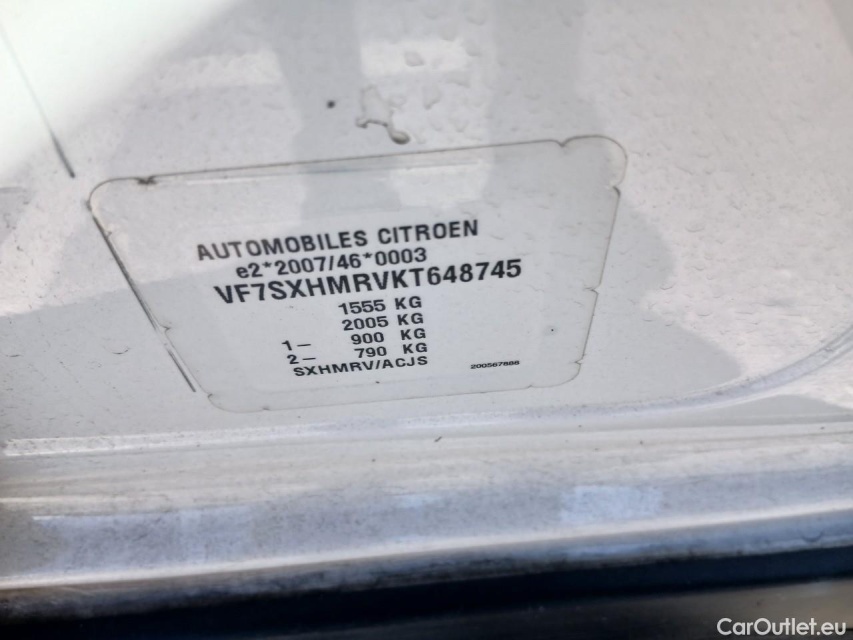 AUTOMOBILES CITROEN
e2*2007/46*0003
VF7SXHMRVKT648745
1555 KG
2005 KG
1– 900 KG
2– 790 KG
SXHMRV/ACJS
200567886
CarOutlet.eu